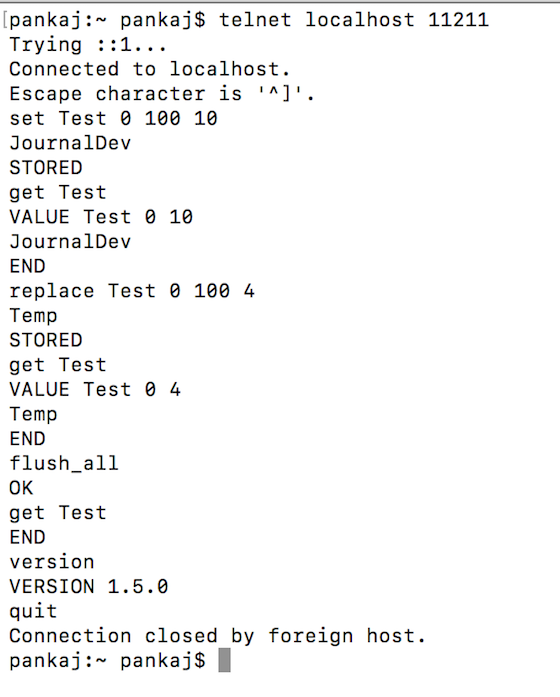 [pankaj:~ pankaj$ telnet localhost 11211
Trying ::1...
Connected to localhost.
Escape character is '^]'.
set Test 0 100 10
JournalDev
STORED
get Test
VALUE Test 0 10
JournalDev
END
replace Test 0 100 4
Temp
STORED
get Test
VALUE Test 0 4
Temp
END
flush_all
OK
get Test
END
version
VERSION 1.5.0
quit
Connection closed by foreign host.
pankaj:~ pankaj$